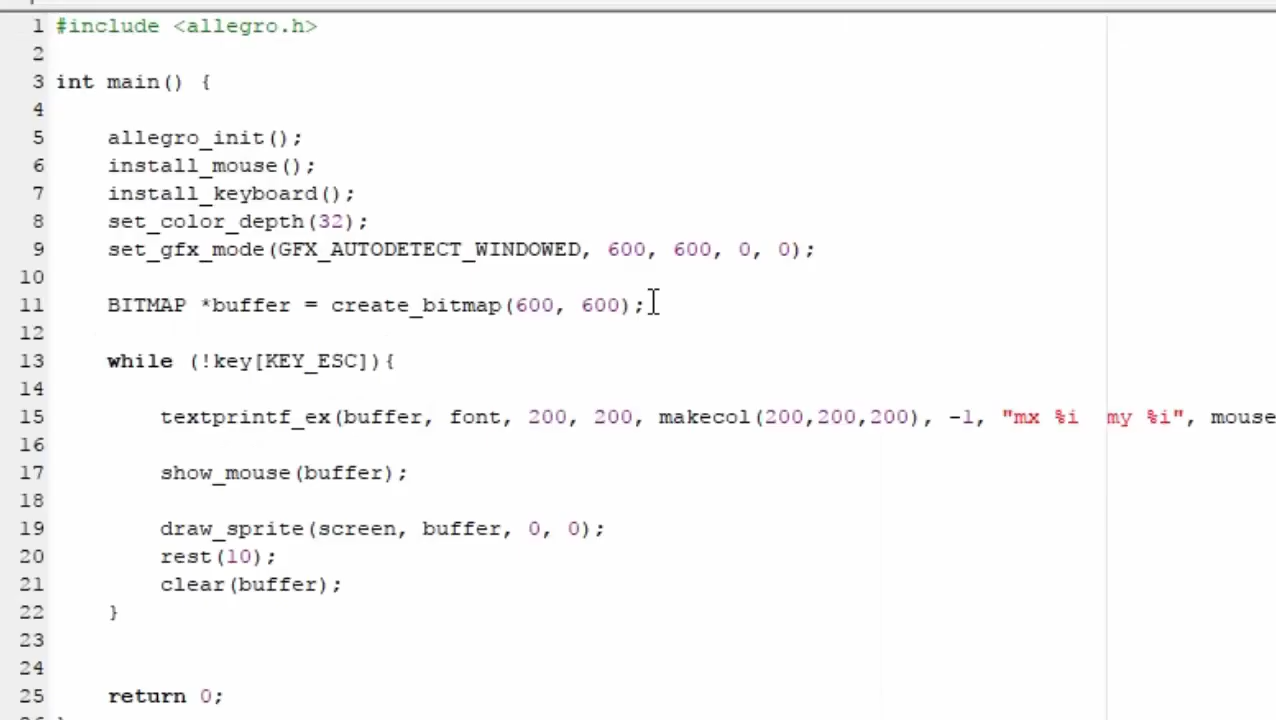 1 #include <allegro.h>
2
3 int main() {
4
5 allegro_init();
6 install_mouse();
7 install_keyboard();
8 set_color_depth(32);
9 set_gfx_mode(GFX_AUTODETECT_WINDOWED, 600, 600, 0, 0);
10
11 BITMAP *buffer = create_bitmap(600, 600);
12
13 while (!key[KEY_ESC]){
14
15 textprintf_ex(buffer, font, 200, 200, makecol(200,200,200), -1, "mx %i  my %i", mouse
16
17 show_mouse(buffer);
18
19 draw_sprite(screen, buffer, 0, 0);
20 rest(10);
21 clear(buffer);
22 }
23
24
25 return 0;